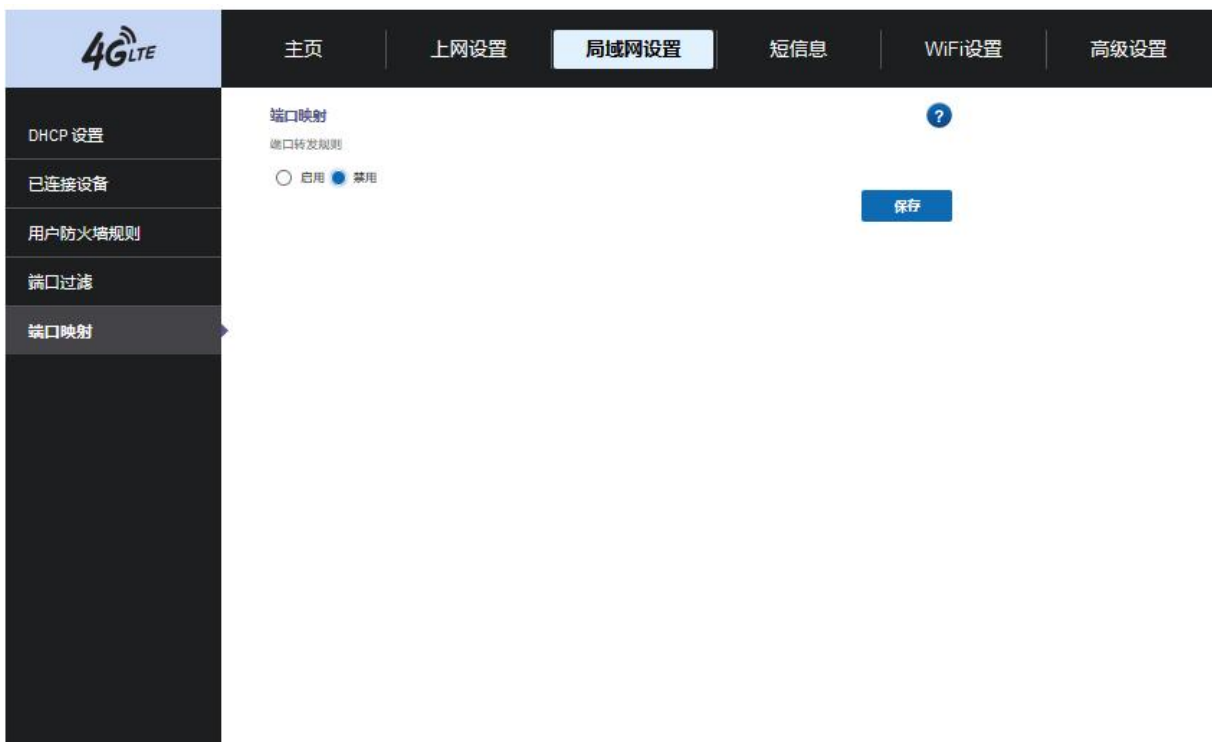 4G LTE
主页 上网设置 局域网设置 短信息 WiFi设置 高级设置
DHCP 设置
已连接设备
用户防火墙规则
端口过滤
端口映射
端口映射
?
端口转发规则
启用 禁用
保存